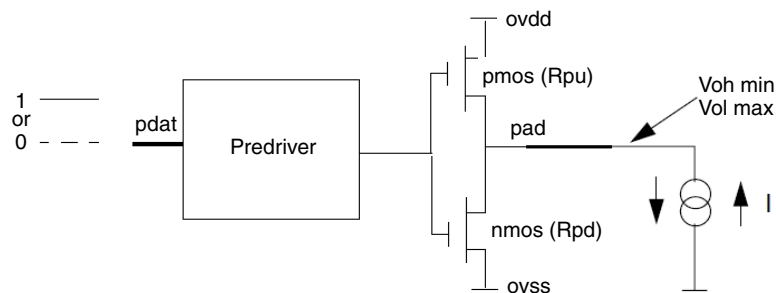 ovdd
pmos (Rpu)
Voh min
Vol max
1
or
0
pdat
Predriver
pad
I
nmos (Rpd)
ovss